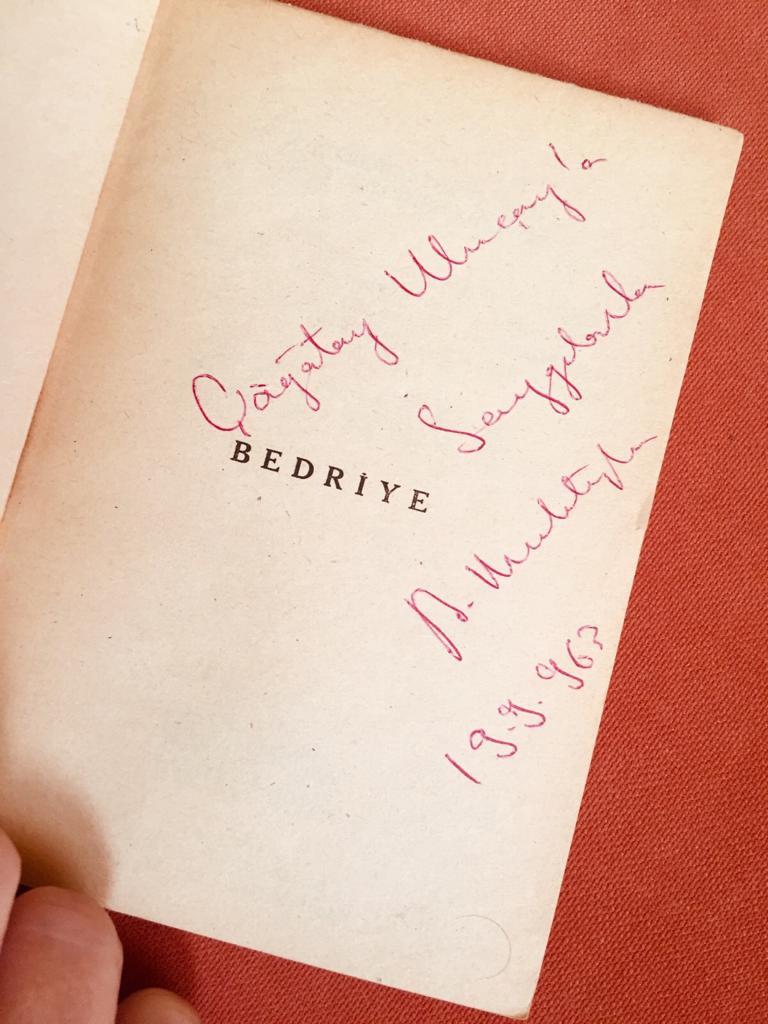 Çağatay Uluçay'a
Saygılarla
BEDRİYE
19.9.963